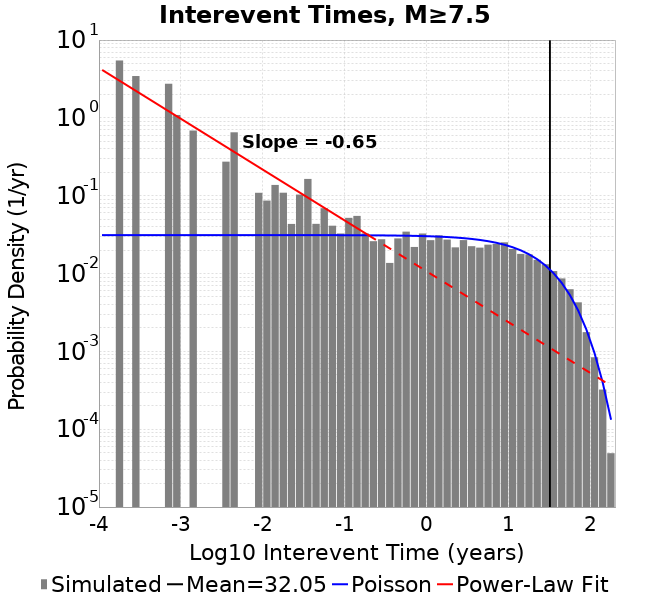 Interevent Times, M≥7.5
Probability Density (1/yr)
10^1
10^0
10^-1
10^-2
10^-3
10^-4
10^-5
Slope = -0.65
-4 -3 -2 -1 0 1 2
Log10 Interevent Time (years)
Simulated Mean=32.05 Poisson Power-Law Fit